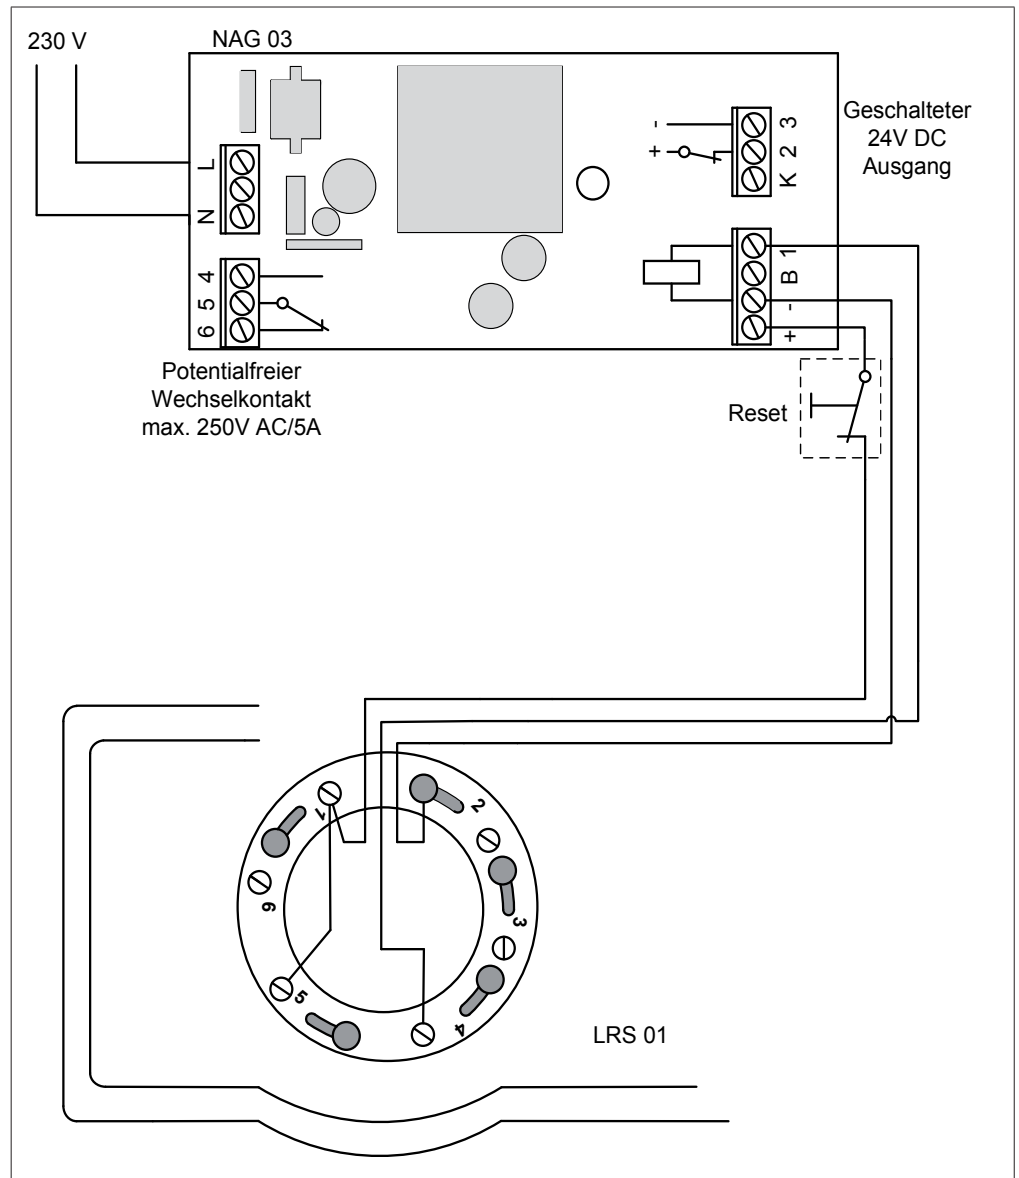 230 V
NAG 03
L
N
4
5
6
Potentialfreier
Wechselkontakt
max. 250V AC/5A
-
+
3
2
K
Geschalteter
24V DC
Ausgang
1
B
-
+
Reset
1
2
3
4
5
6
LRS 01